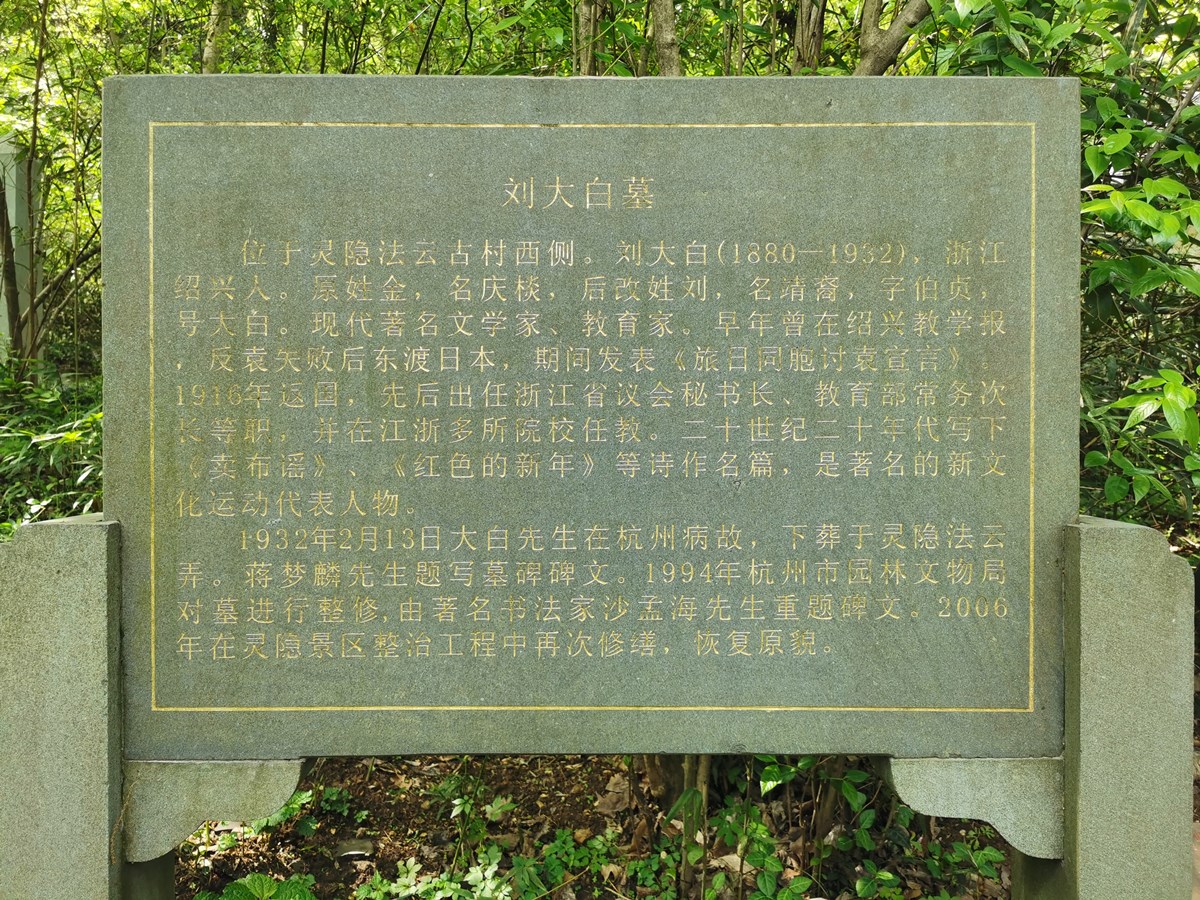 刘大白墓
位于灵隐法云古村西侧。刘大白(1880—1932),浙江
绍兴人。原姓金,名庆棪,后改姓刘,名靖裔,字伯贞,
号大白。现代著名文学家、教育家。早年曾在绍兴教学报
,反袁失败后东渡日本,期间发表《旅日同胞讨袁宣言》。
1916年返国,先后出任浙江省议会秘书长、教育部常务次
长等职,并在江浙多所院校任教。二十世纪二十年代写下
《卖布谣》、《红色的新年》等诗作名篇,是著名的新文
化运动代表人物。
1932年2月13日大白先生在杭州病故,下葬于灵隐法云
弄。蒋梦麟先生题写墓碑碑文。1994年杭州市园林文物局
对墓进行整修,由著名书法家沙孟海先生重题碑文。2006
年在灵隐景区整治工程中再次修缮,恢复原貌。